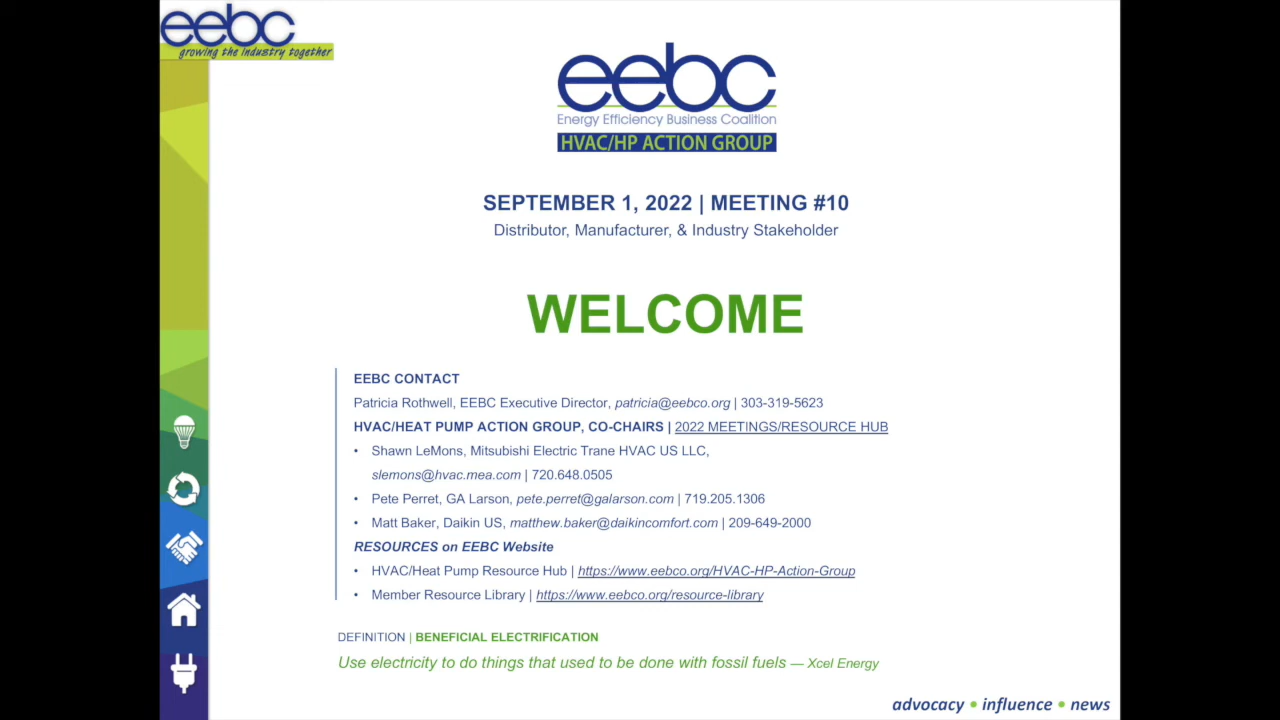 eebc
growing the industry together
eebc
Energy Efficiency Business Coalition
HVAC/HP ACTION GROUP
SEPTEMBER 1, 2022 | MEETING #10
Distributor, Manufacturer, & Industry Stakeholder
WELCOME
EEBC CONTACT
Patricia Rothwell, EEBC Executive Director, patricia@eebco.org | 303-319-5623
HVAC/HEAT PUMP ACTION GROUP, CO-CHAIRS | 2022 MEETINGS/RESOURCE HUB
• Shawn LeMons, Mitsubishi Electric Trane HVAC US LLC,
slemons@hvac.mea.com | 720.648.0505
• Pete Perret, GA Larson, pete.perret@galarson.com | 719.205.1306
• Matt Baker, Daikin US, matthew.baker@daikincomfort.com | 209-649-2000
RESOURCES on EEBC Website
• HVAC/Heat Pump Resource Hub | https://www.eebco.org/HVAC-HP-Action-Group
• Member Resource Library | https://www.eebco.org/resource-library
DEFINITION | BENEFICIAL ELECTRIFICATION
Use electricity to do things that used to be done with fossil fuels — Xcel Energy
advocacy • influence • news